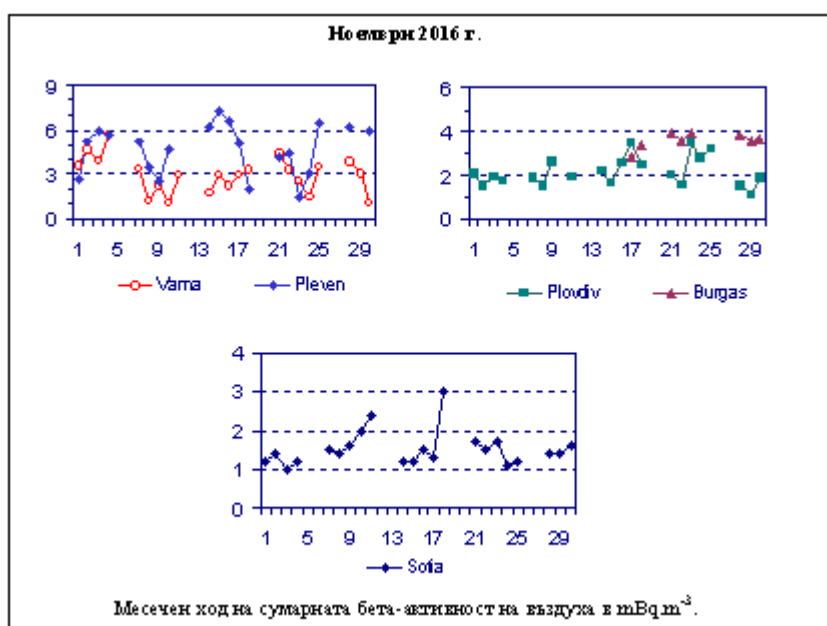 Ноември 2016 г.
9
6
3
0
1 5 9 13 17 21 25 29
Varna Pleven
6
4
2
0
1 5 9 13 17 21 25 29
Plovdiv Burgas
4
3
2
1
0
1 5 9 13 17 21 25 29
Sofia
Месечен ход на сумарната бета-активност на въздуха в mBq.m⁻³.